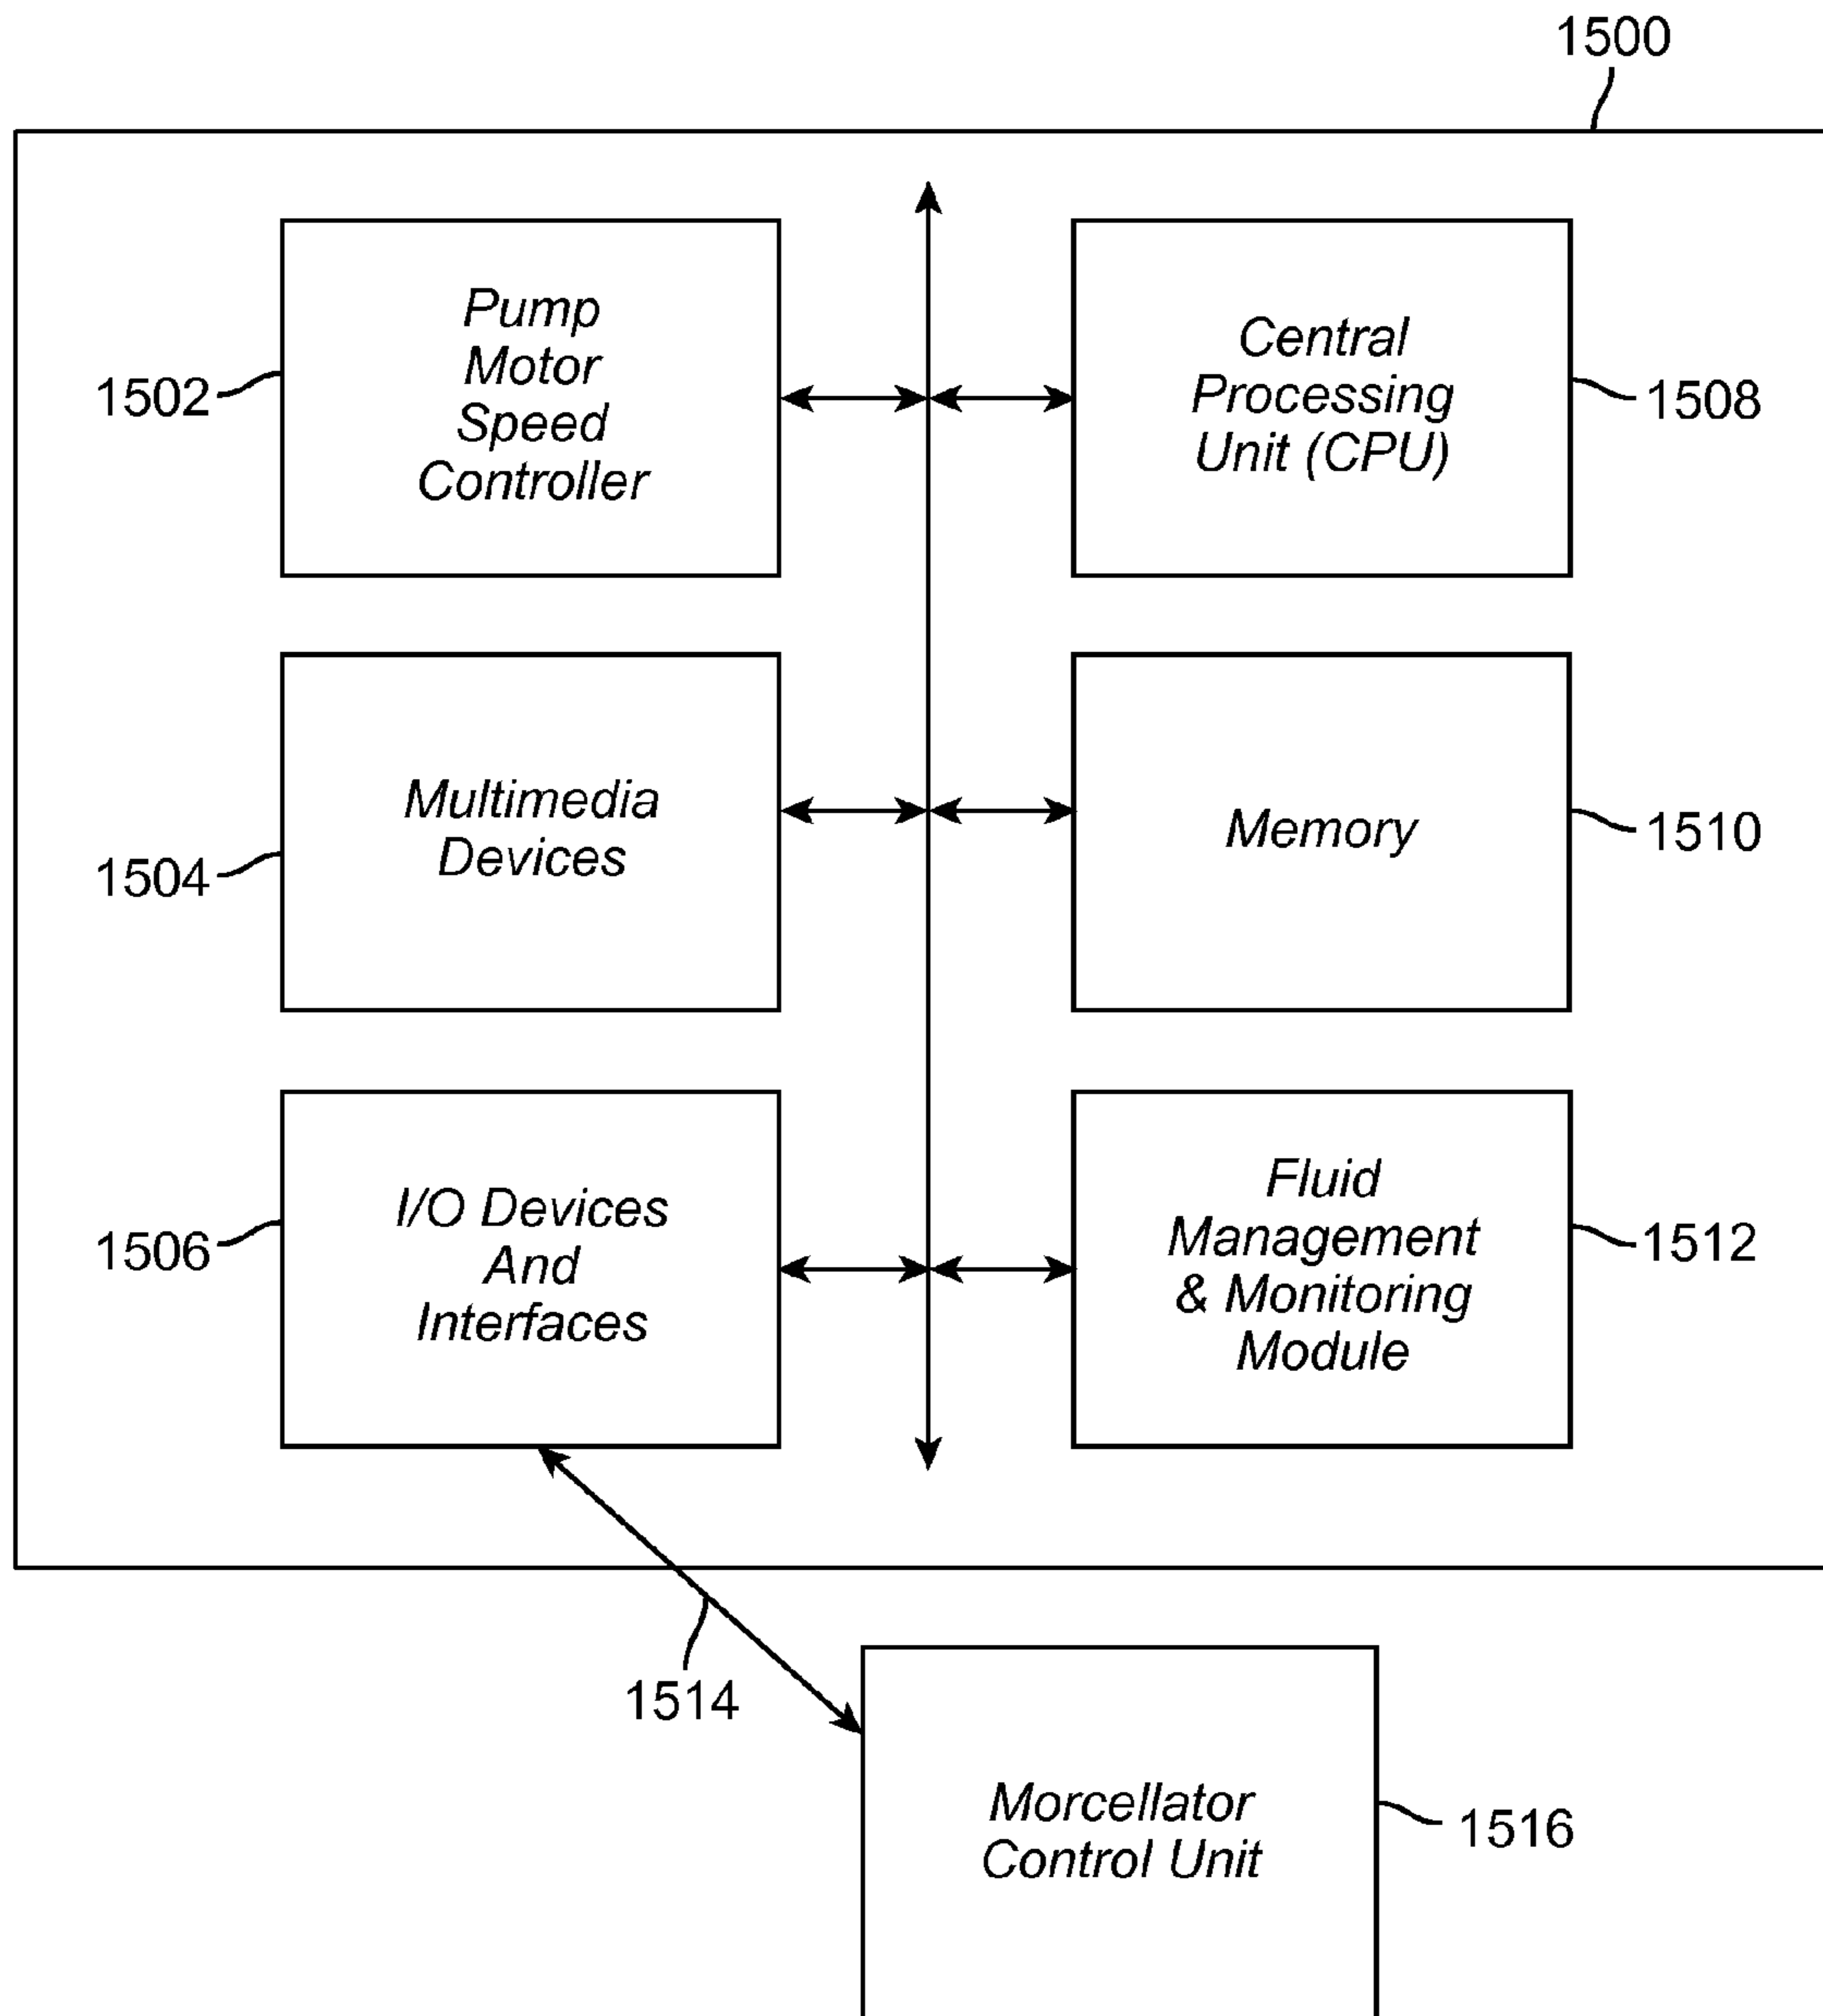 1500
Pump
Motor
Speed
Controller
1502
Central
Processing
Unit (CPU)
1508
Multimedia
Devices
1504
Memory
1510
I/O Devices
And
Interfaces
1506
Fluid
Management
& Monitoring
Module
1512
1514
Morcellator
Control Unit
1516